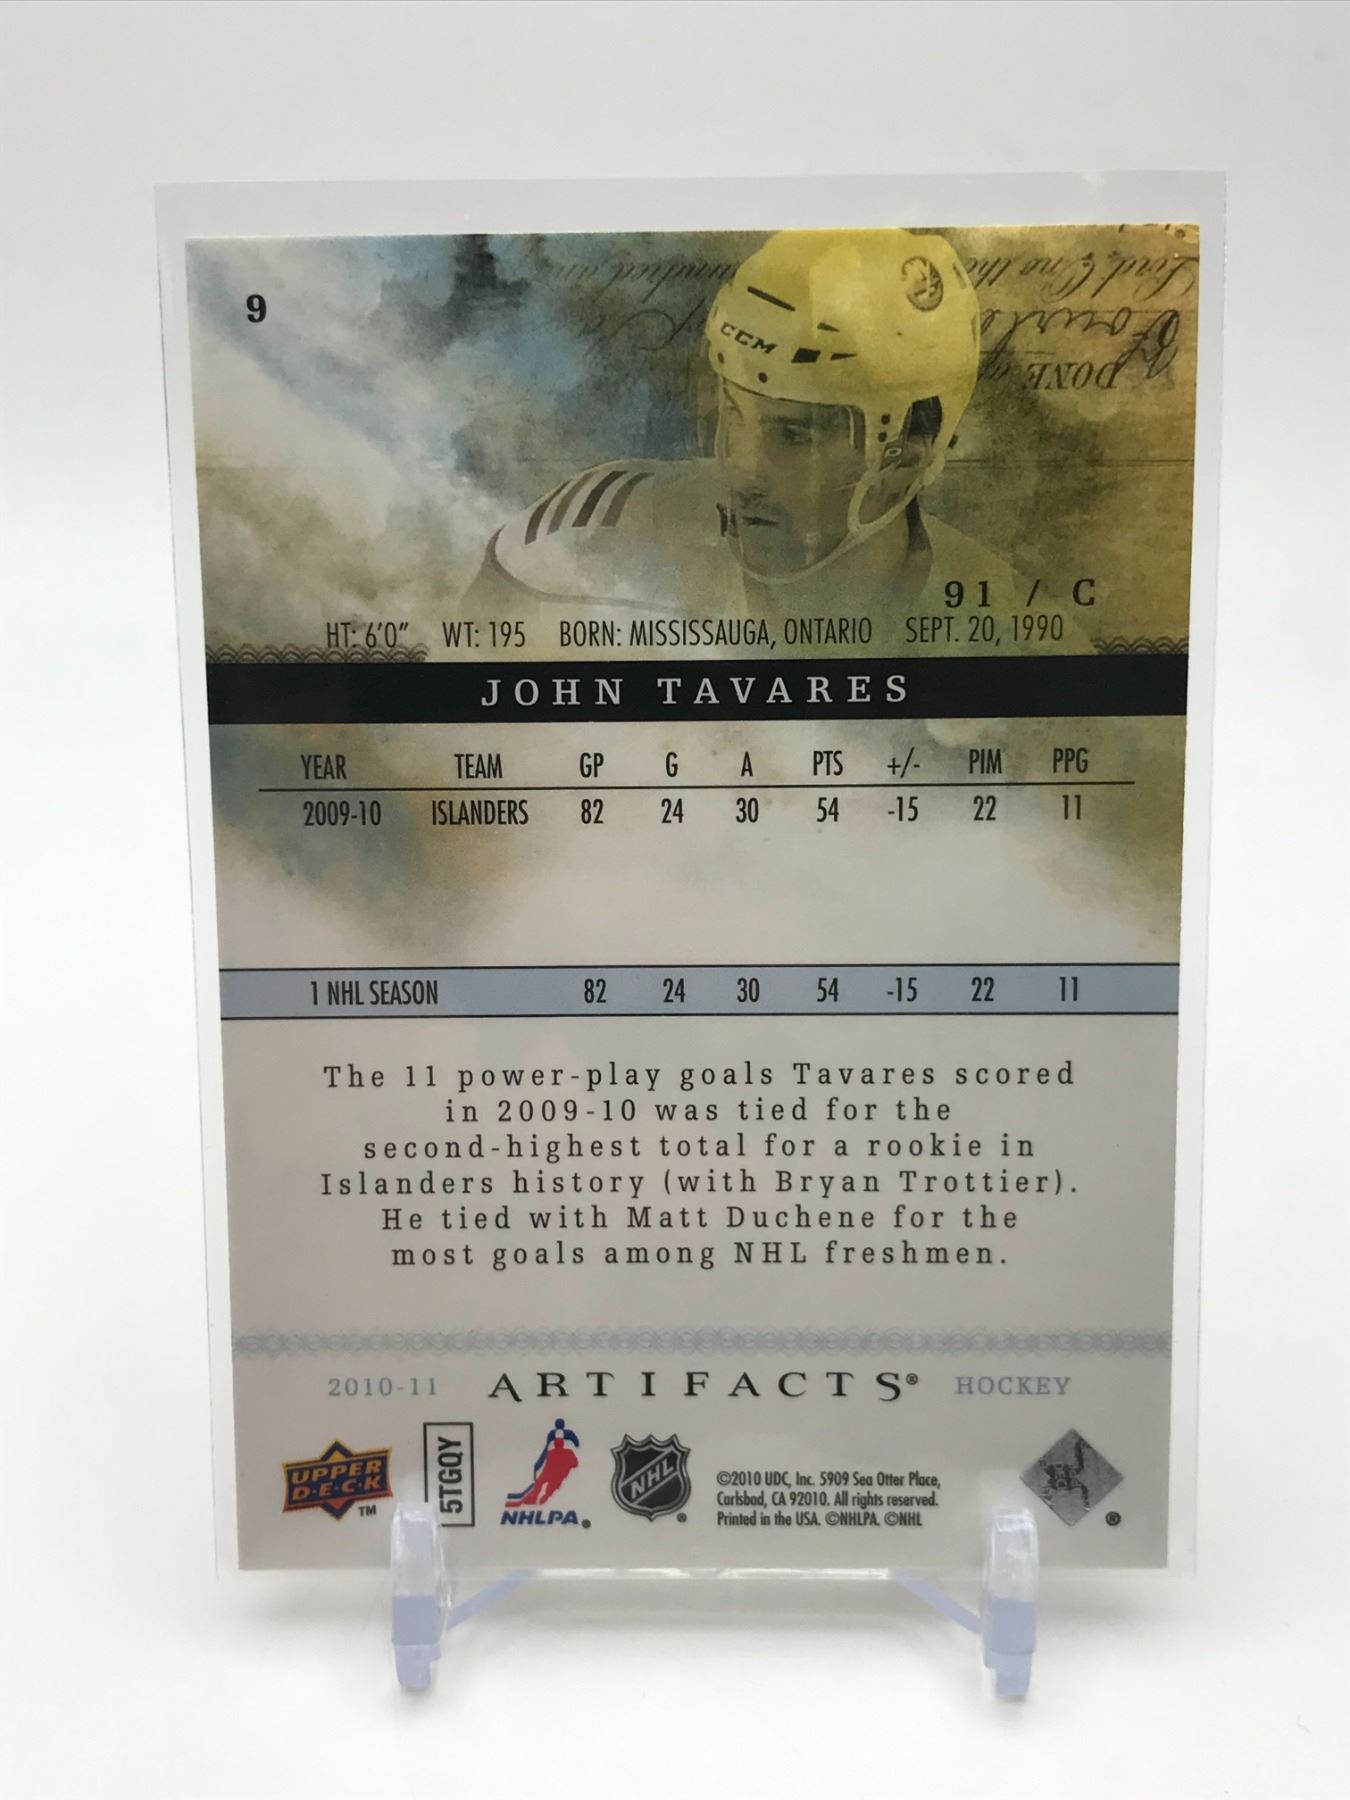 9
CCM
DONE
91 / C
HT: 6'0" WT: 195 BORN: MISSISSAUGA, ONTARIO SEPT. 20, 1990
JOHN TAVARES
YEAR TEAM GP G A PTS +/- PIM PPG
2009-10 ISLANDERS 82 24 30 54 -15 22 11
1 NHL SEASON 82 24 30 54 -15 22 11
The 11 power-play goals Tavares scored
in 2009-10 was tied for the
second-highest total for a rookie in
Islanders history (with Bryan Trottier).
He tied with Matt Duchene for the
most goals among NHL freshmen.
2010-11 ARTIFACTS® HOCKEY
UPPER
D·E·C·K
TM
5TGQY
NHLPA®
NHL®
©2010 UDC, Inc. 5909 Sea Otter Place,
Carlsbad, CA 92010. All rights reserved.
Printed in the USA. ©NHLPA. ©NHL
®